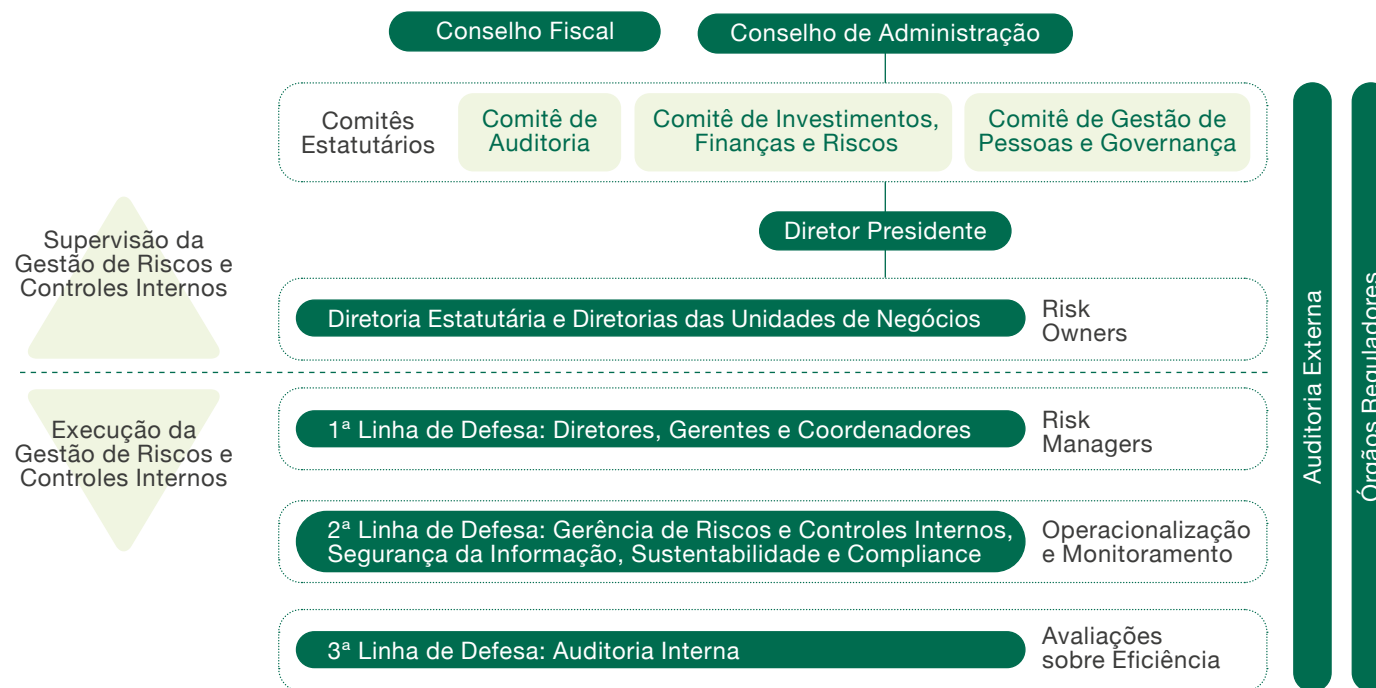 Conselho Fiscal
Conselho de Administração
Comitês
Estatutários
Comitê de
Auditoria
Comitê de Investimentos,
Finanças e Riscos
Comitê de Gestão de
Pessoas e Governança
Diretor Presidente
Supervisão da
Gestão de Riscos e
Controles Internos
Diretoria Estatutária e Diretorias das Unidades de Negócios
Risk
Owners
Execução da
Gestão de Riscos e
Controles Internos
1ª Linha de Defesa: Diretores, Gerentes e Coordenadores
Risk
Managers
2ª Linha de Defesa: Gerência de Riscos e Controles Internos,
Segurança da Informação, Sustentabilidade e Compliance
Operacionalização
e Monitoramento
3ª Linha de Defesa: Auditoria Interna
Avaliações
sobre Eficiência
Auditoria Externa
Órgãos Reguladores